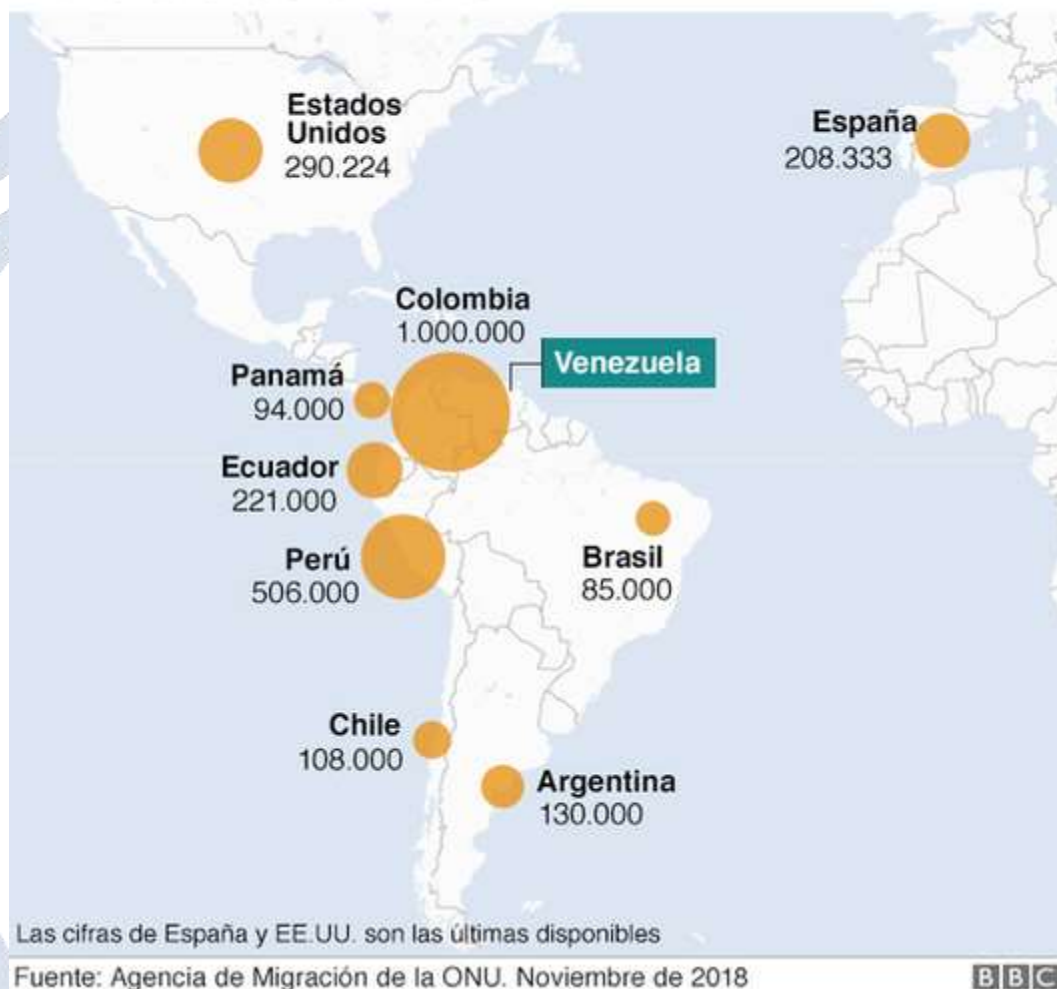 Estados
Unidos
290.224
España
208.333
Colombia
1.000.000
Venezuela
Panamá
94.000
Ecuador
221.000
Perú
506.000
Brasil
85.000
Chile
108.000
Argentina
130.000
Las cifras de España y EE.UU. son las últimas disponibles
Fuente: Agencia de Migración de la ONU. Noviembre de 2018
BBC